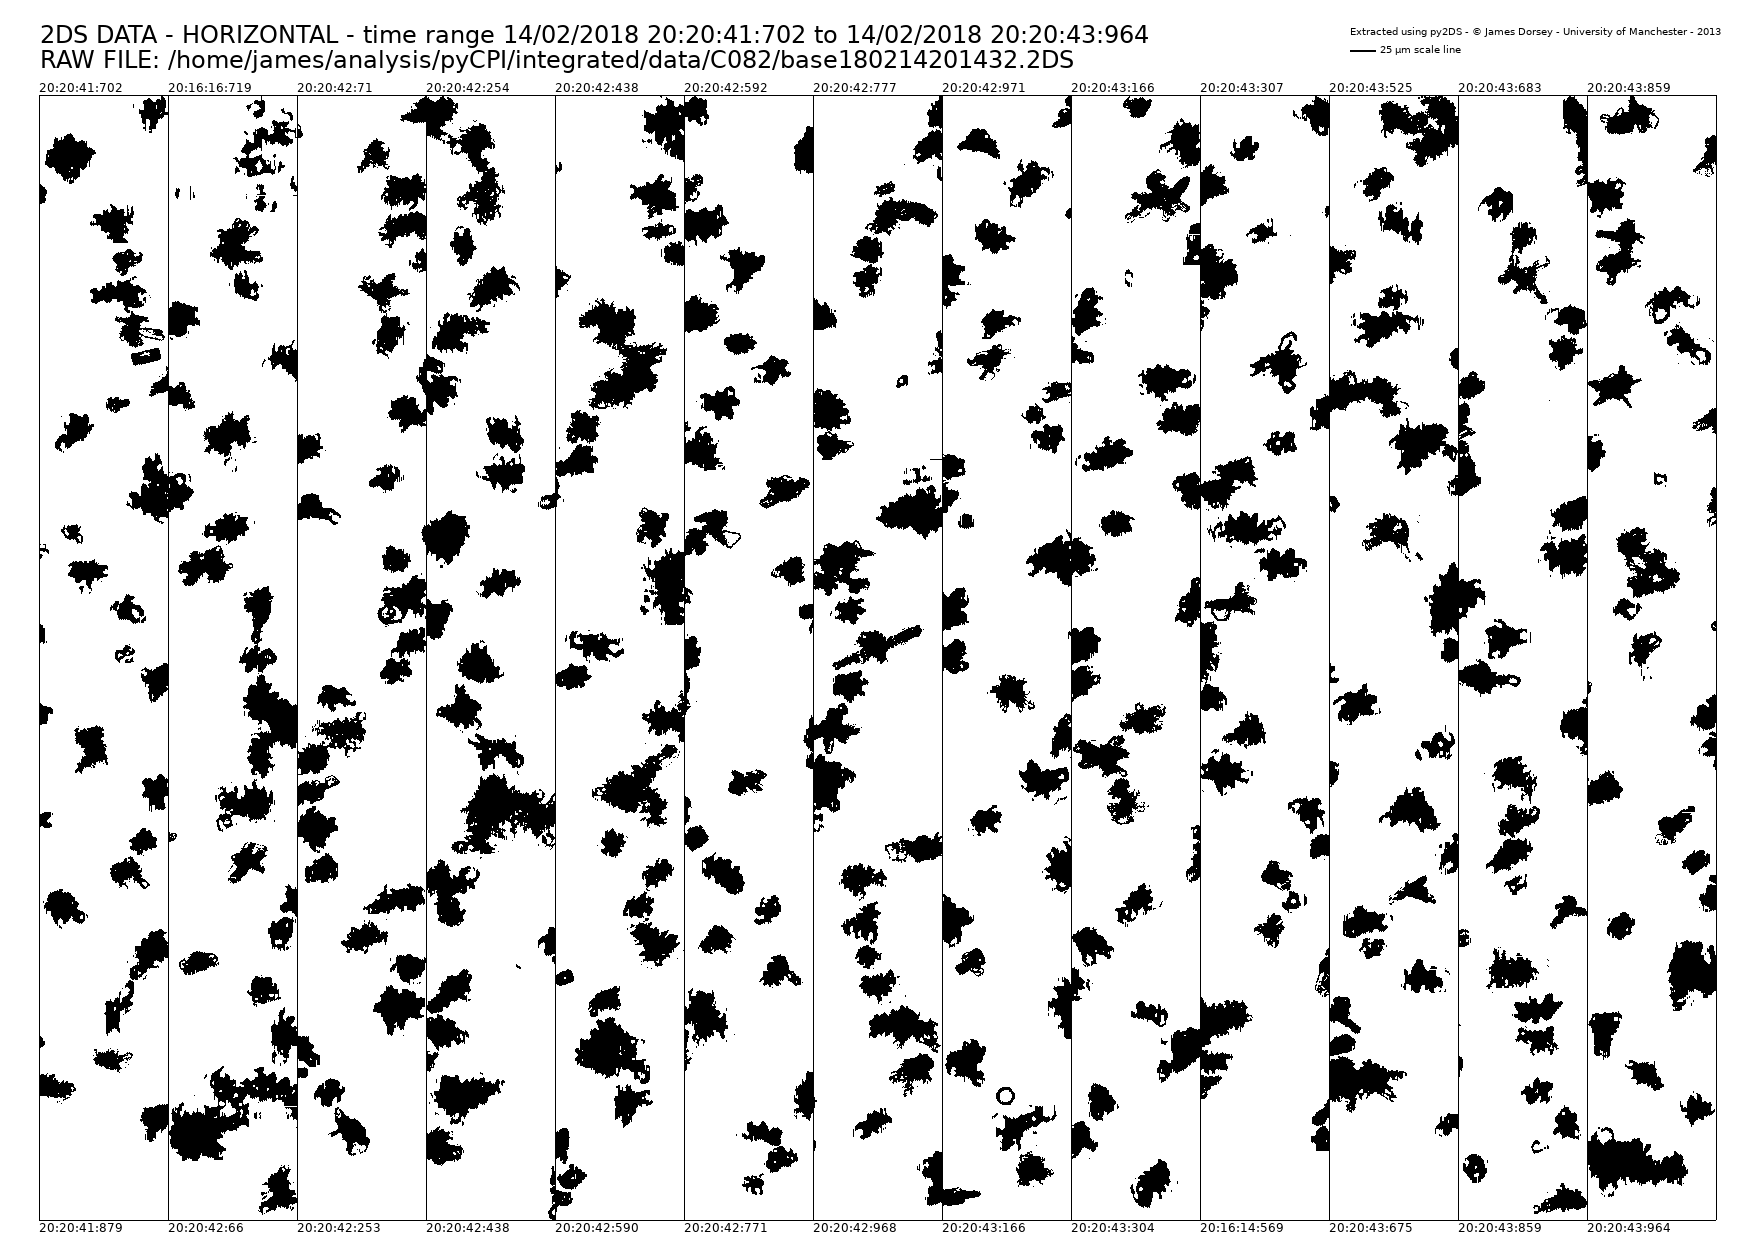 2DS DATA - HORIZONTAL - time range 14/02/2018 20:20:41:702 to 14/02/2018 20:20:43:964
RAW FILE: /home/james/analysis/pyCPI/integrated/data/C082/base180214201432.2DS
Extracted using py2DS - © James Dorsey - University of Manchester - 2013
25 µm scale line
20:20:41:702 20:16:16:719 20:20:42:71 20:20:42:254 20:20:42:438 20:20:42:592 20:20:42:777 20:20:42:971 20:20:43:166 20:20:43:307 20:20:43:525 20:20:43:683 20:20:43:859
20:20:41:879 20:20:42:66 20:20:42:253 20:20:42:438 20:20:42:590 20:20:42:771 20:20:42:968 20:20:43:166 20:20:43:304 20:16:14:569 20:20:43:675 20:20:43:859 20:20:43:964